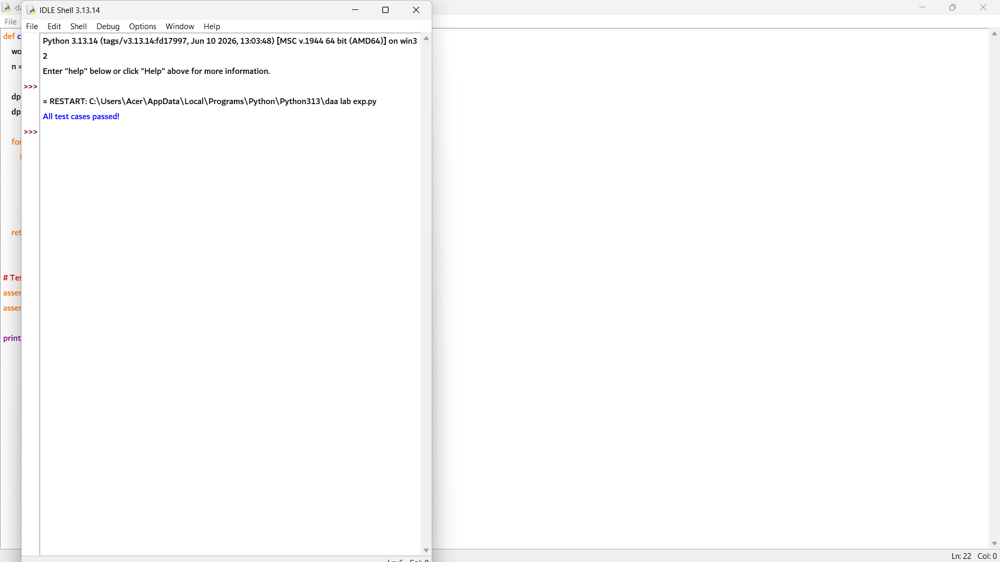 IDLE Shell 3.13.14
File Edit Shell Debug Options Window Help
Python 3.13.14 (tags/v3.13.14:fd17997, Jun 10 2026, 13:03:48) [MSC v.1944 64 bit (AMD64)] on win3
2
Enter "help" below or click "Help" above for more information.
>>>
= RESTART: C:\Users\Acer\AppData\Local\Programs\Python\Python313\daa lab exp.py
All test cases passed!
>>>
File
def c
wo
n =
dp
dp
for
f
ret
# Tes
asser
asser
print
Ln: 22 Col: 0